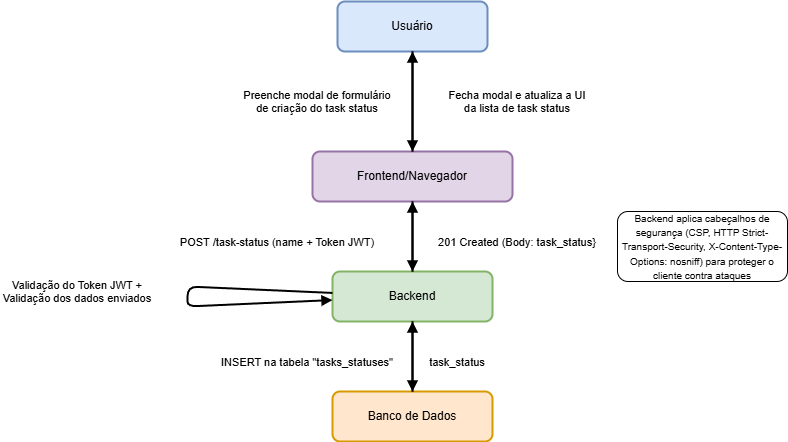 Usuário
Preenche modal de formulário
de criação do task status
Fecha modal e atualiza a UI
da lista de task status
Frontend/Navegador
POST /task-status (name + Token JWT)
201 Created (Body: task_status}
Backend aplica cabeçalhos de
segurança (CSP, HTTP Strict-
Transport-Security, X-Content-Type-
Options: nosniff) para proteger o
cliente contra ataques
Validação do Token JWT +
Validação dos dados enviados
Backend
INSERT na tabela "tasks_statuses"
task_status
Banco de Dados